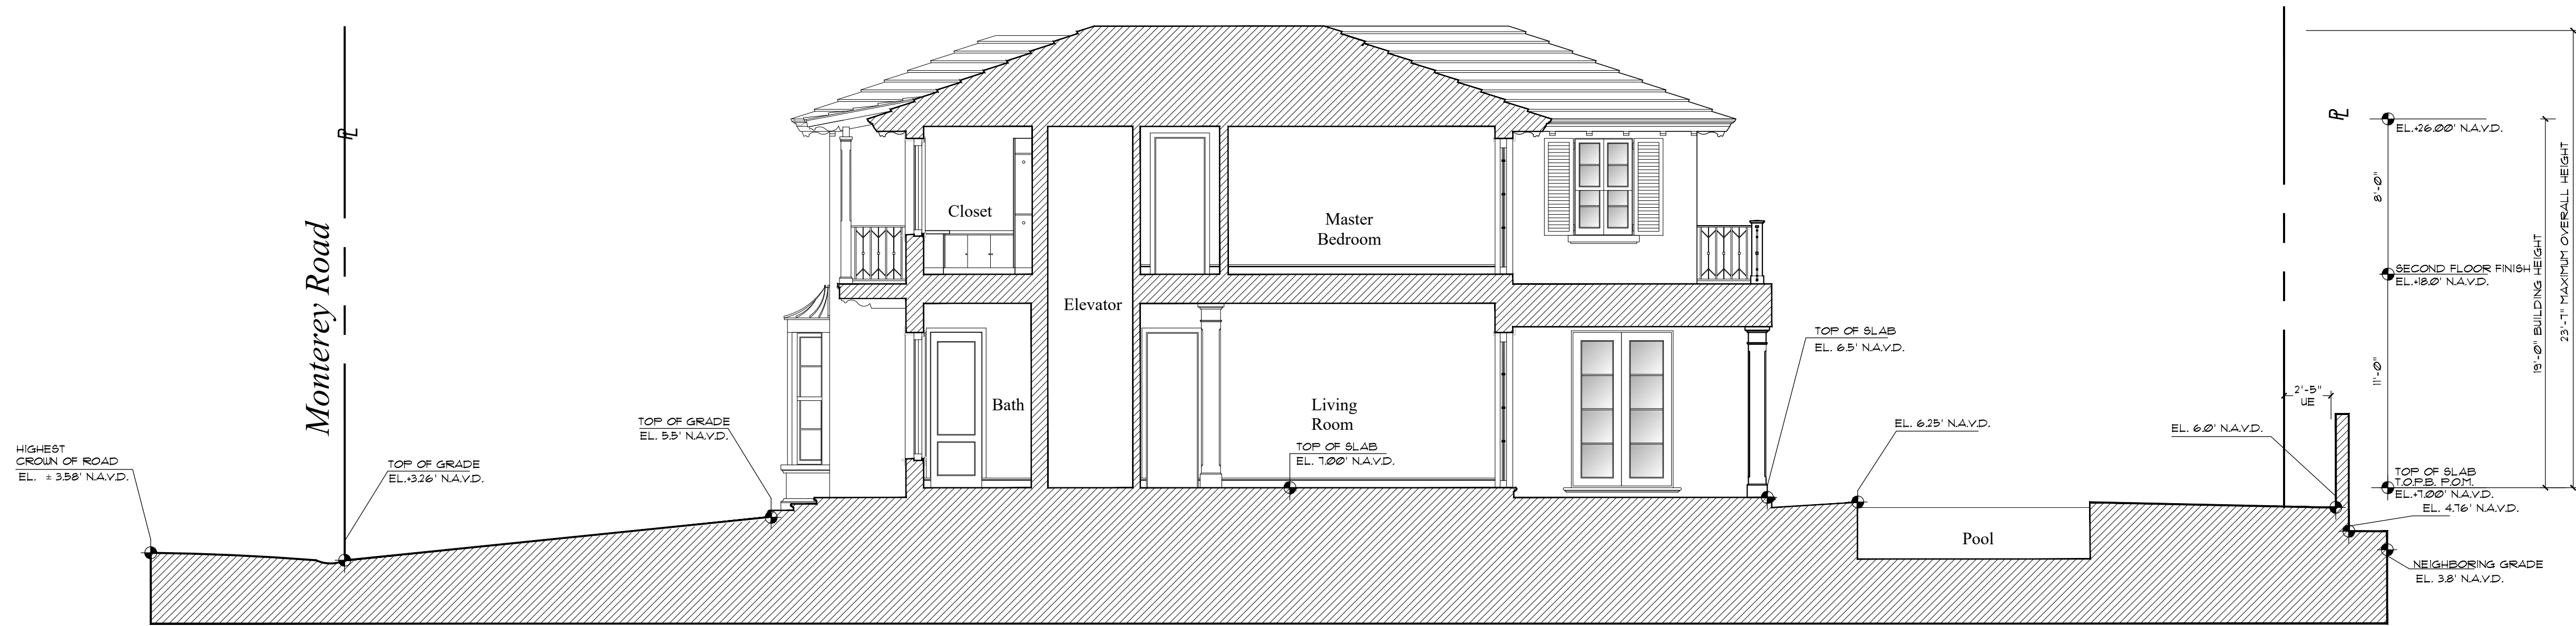 Monterey Road
HIGHEST
CROWN OF ROAD
EL. ± 3.58' N.A.V.D.
PL
TOP OF GRADE
EL.+3.26' N.A.V.D.
TOP OF GRADE
EL. 5.5' N.A.V.D.
Closet
Master
Bedroom
Elevator
Bath
Living
Room
TOP OF SLAB
EL. 7.00' N.A.V.D.
TOP OF SLAB
EL. 6.5' N.A.V.D.
EL. 6.25' N.A.V.D.
Pool
EL. 6.0' N.A.V.D.
2'-5"
UE
PL
EL.+26.00' N.A.V.D.
8'-0"
SECOND FLOOR FINISH
EL.+18.0' N.A.V.D.
11'-0"
19'-0" BUILDING HEIGHT
23'-7" MAXIMUM OVERALL HEIGHT
TOP OF SLAB
T.O.P.B. P.O.M.
EL.+7.00' N.A.V.D.
EL. 4.76' N.A.V.D.
NEIGHBORING GRADE
EL. 3.8' N.A.V.D.